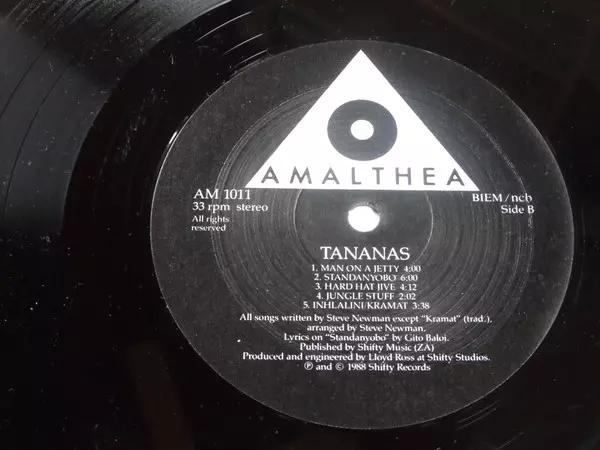 AMALTHEA
AM 1011
33 rpm stereo
All rights
reserved
BIEM/ncb
Side B
TANANAS
1. MAN ON A JETTY 4:00
2. STANDANYOBO 6:00
3. HARD HAT JIVE 4:12
4. JUNGLE STUFF 2:02
5. INHLALINI/KRAMAT 3:38
All songs written by Steve Newman except "Kramat" (trad.),
arranged by Steve Newman.
Lyrics on "Standanyobo" by Gito Baloi.
Published by Shifty Music (ZA)
Produced and engineered by Lloyd Ross at Shifty Studios.
℗ and © 1988 Shifty Records